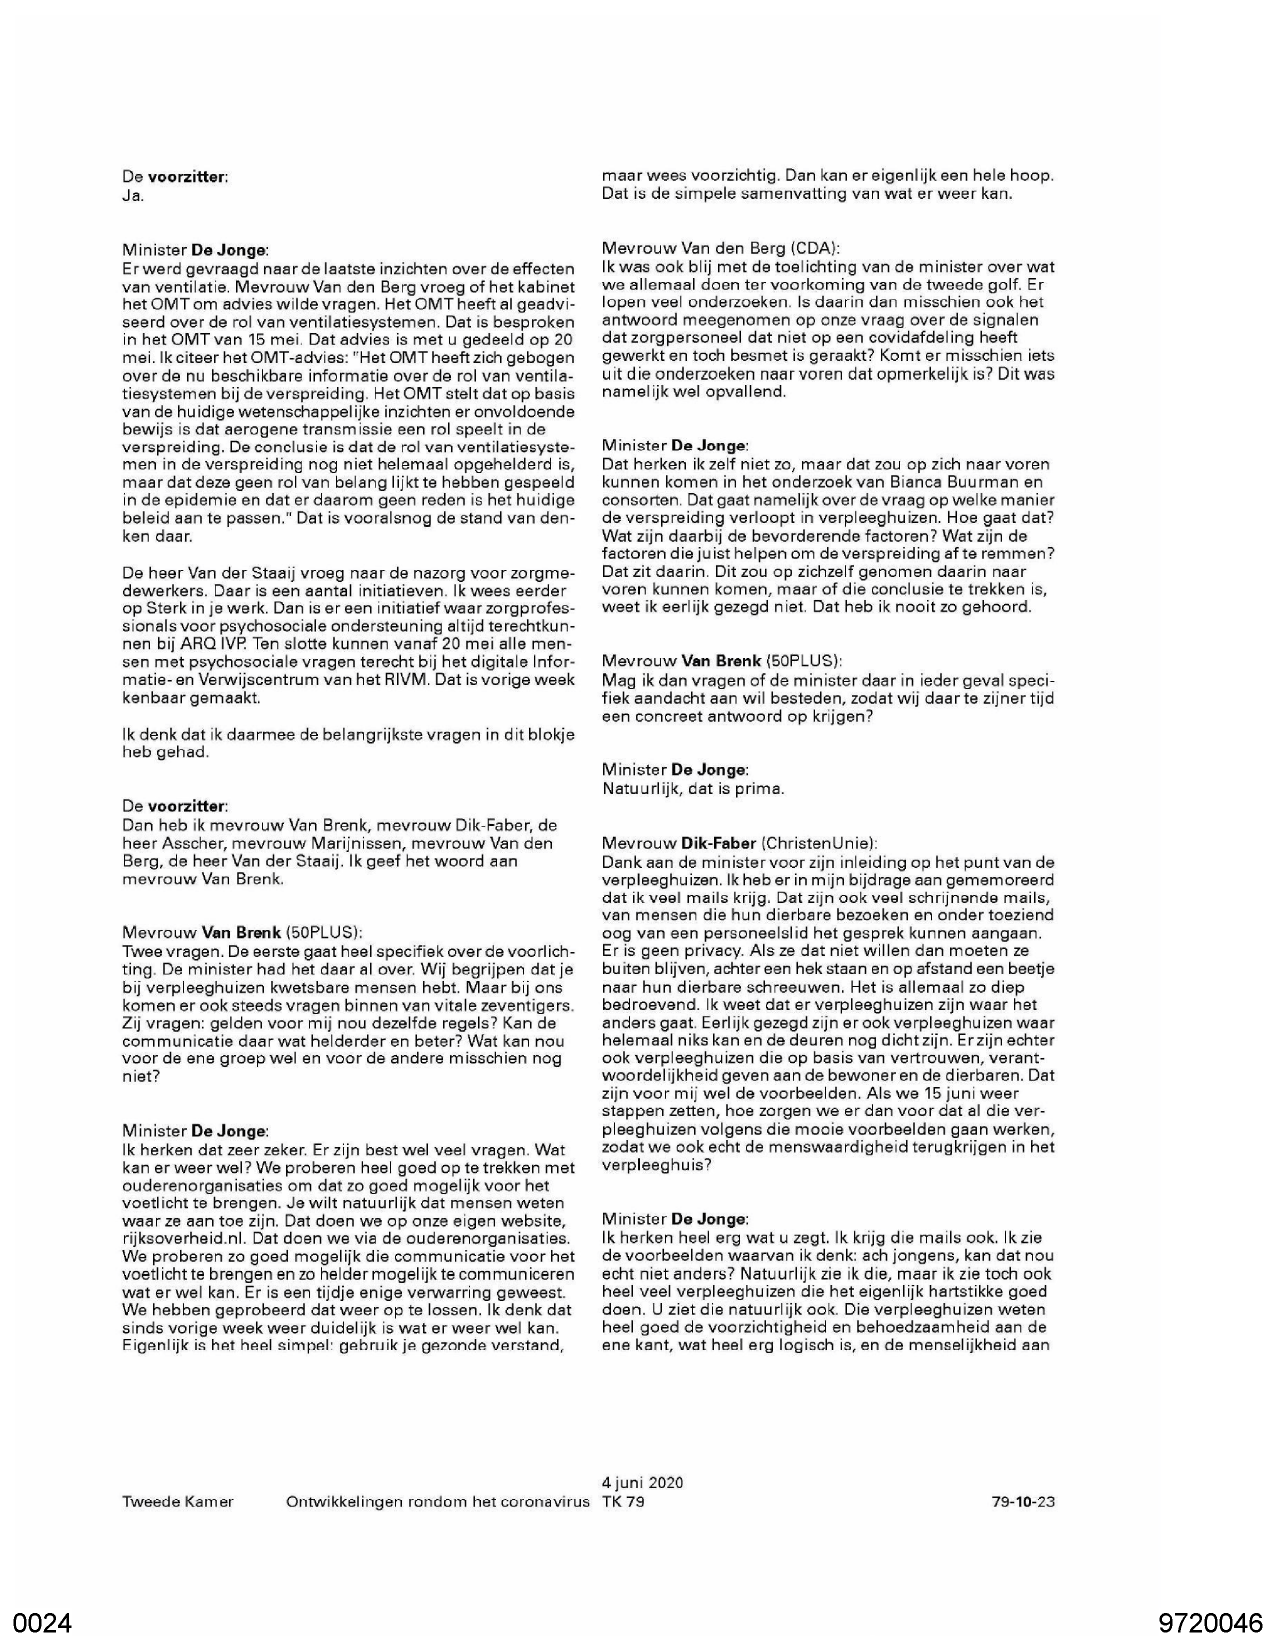 De voorzitter:
Ja.
Minister De Jonge:
Er werd gevraagd naar de laatste inzichten over de effecten
van ventilatie. Mevrouw Van den Berg vroeg of het kabinet
het OMT om advies wilde vragen. Het OMT heeft al geadvi-
seerd over de rol van ventilatiesystemen. Dat is besproken
in het OMT van 15 mei. Dat advies is met u gedeeld op 20
mei. Ik citeer het OMT-advies: "Het OMT heeft zich gebogen
over de nu beschikbare informatie over de rol van ventila-
tiesystemen bij de verspreiding. Het OMT stelt dat op basis
van de huidige wetenschappelijke inzichten er onvoldoende
bewijs is dat aerogene transmissie een rol speelt in de
verspreiding. De conclusie is dat de rol van ventilatiesyste-
men in de verspreiding nog niet helemaal opgehelderd is,
maar dat deze geen rol van belang lijkt te hebben gespeeld
in de epidemie en dat er daarom geen reden is het huidige
beleid aan te passen." Dat is vooralsnog de stand van den-
ken daar.
De heer Van der Staaij vroeg naar de nazorg voor zorgme-
dewerkers. Daar is een aantal initiatieven. Ik wees eerder
op Sterk in je werk. Dan is er een initiatief waar zorgprofes-
sionals voor psychosociale ondersteuning altijd terechtkun-
nen bij ARQ IVP. Ten slotte kunnen vanaf 20 mei alle men-
sen met psychosociale vragen terecht bij het digitale Infor-
matie- en Verwijscentrum van het RIVM. Dat is vorige week
kenbaar gemaakt.
Ik denk dat ik daarmee de belangrijkste vragen in dit blokje
heb gehad.
De voorzitter:
Dan heb ik mevrouw Van Brenk, mevrouw Dik-Faber, de
heer Asscher, mevrouw Marijnissen, mevrouw Van den
Berg, de heer Van der Staaij. Ik geef het woord aan
mevrouw Van Brenk.
Mevrouw Van Brenk (50PLUS):
Twee vragen. De eerste gaat heel specifiek over de voorlich-
ting. De minister had het daar al over. Wij begrijpen dat je
bij verpleeghuizen kwetsbare mensen hebt. Maar bij ons
komen er ook steeds vragen binnen van vitale zeventigers.
Zij vragen: gelden voor mij nou dezelfde regels? Kan de
communicatie daar wat helderder en beter? Wat kan nou
voor de ene groep wel en voor de andere misschien nog
niet?
Minister De Jonge:
Ik herken dat zeer zeker. Er zijn best wel veel vragen. Wat
kan er weer wel? We proberen heel goed op te trekken met
ouderenorganisaties om dat zo goed mogelijk voor het
voetlicht te brengen. Je wilt natuurlijk dat mensen weten
waar ze aan toe zijn. Dat doen we op onze eigen website,
rijksoverheid.nl. Dat doen we via de ouderenorganisaties.
We proberen zo goed mogelijk die communicatie voor het
voetlicht te brengen en zo helder mogelijk te communiceren
wat er wel kan. Er is een tijdje enige verwarring geweest.
We hebben geprobeerd dat weer op te lossen. Ik denk dat
sinds vorige week weer duidelijk is wat er weer wel kan.
Eigenlijk is het heel simpel: gebruik je gezonde verstand,
maar wees voorzichtig. Dan kan er eigenlijk een hele hoop.
Dat is de simpele samenvatting van wat er weer kan.
Mevrouw Van den Berg (CDA):
Ik was ook blij met de toelichting van de minister over wat
we allemaal doen ter voorkoming van de tweede golf. Er
lopen veel onderzoeken. Is daarin dan misschien ook het
antwoord meegenomen op onze vraag over de signalen
dat zorgpersoneel dat niet op een covidafdeling heeft
gewerkt en toch besmet is geraakt? Komt er misschien iets
uit die onderzoeken naar voren dat opmerkelijk is? Dit was
namelijk wel opvallend.
Minister De Jonge:
Dat herken ik zelf niet zo, maar dat zou op zich naar voren
kunnen komen in het onderzoek van Bianca Buurman en
consorten. Dat gaat namelijk over de vraag op welke manier
de verspreiding verloopt in verpleeghuizen. Hoe gaat dat?
Wat zijn daarbij de bevorderende factoren? Wat zijn de
factoren die juist helpen om de verspreiding af te remmen?
Dat zit daarin. Dit zou op zichzelf genomen daarin naar
voren kunnen komen, maar of die conclusie te trekken is,
weet ik eerlijk gezegd niet. Dat heb ik nooit zo gehoord.
Mevrouw Van Brenk (50PLUS):
Mag ik dan vragen of de minister daar in ieder geval speci-
fiek aandacht aan wil besteden, zodat wij daar te zijner tijd
een concreet antwoord op krijgen?
Minister De Jonge:
Natuurlijk, dat is prima.
Mevrouw Dik-Faber (ChristenUnie):
Dank aan de minister voor zijn inleiding op het punt van de
verpleeghuizen. Ik heb er in mijn bijdrage aan gememoreerd
dat ik veel mails krijg. Dat zijn ook veel schrijnende mails,
van mensen die hun dierbare bezoeken en onder toeziend
oog van een personeelslid het gesprek kunnen aangaan.
Er is geen privacy. Als ze dat niet willen dan moeten ze
buiten blijven, achter een hek staan en op afstand een beetje
naar hun dierbare schreeuwen. Het is allemaal zo diep
bedroevend. Ik weet dat er verpleeghuizen zijn waar het
anders gaat. Eerlijk gezegd zijn er ook verpleeghuizen waar
helemaal niks kan en de deuren nog dicht zijn. Er zijn echter
ook verpleeghuizen die op basis van vertrouwen, verant-
woordelijkheid geven aan de bewoner en de dierbaren. Dat
zijn voor mij wel de voorbeelden. Als we 15 juni weer
stappen zetten, hoe zorgen we er dan voor dat al die ver-
pleeghuizen volgens die mooie voorbeelden gaan werken,
zodat we ook echt de menswaardigheid terugkrijgen in het
verpleeghuis?
Minister De Jonge:
Ik herken heel erg wat u zegt. Ik krijg die mails ook. Ik zie
de voorbeelden waarvan ik denk: ach jongens, kan dat nou
echt niet anders? Natuurlijk zie ik die, maar ik zie toch ook
heel veel verpleeghuizen die het eigenlijk hartstikke goed
doen. U ziet die natuurlijk ook. Die verpleeghuizen weten
heel goed de voorzichtigheid en behoedzaamheid aan de
ene kant, wat heel erg logisch is, en de menselijkheid aan
4 juni 2020
Tweede Kamer Ontwikkelingen rondom het coronavirus TK 79 79-10-23
0024 9720046